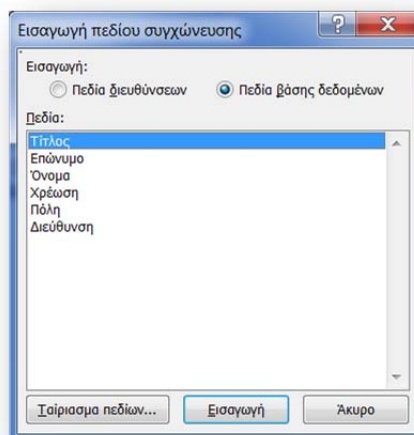 Εισαγωγή πεδίου συγχώνευσης
Εισαγωγή:
Πεδία διευθύνσεων Πεδία βάσης δεδομένων
Πεδία:
Τίτλος
Επώνυμο
Όνομα
Χρέωση
Πόλη
Διεύθυνση
Ταίριασμα πεδίων... Εισαγωγή Άκυρο